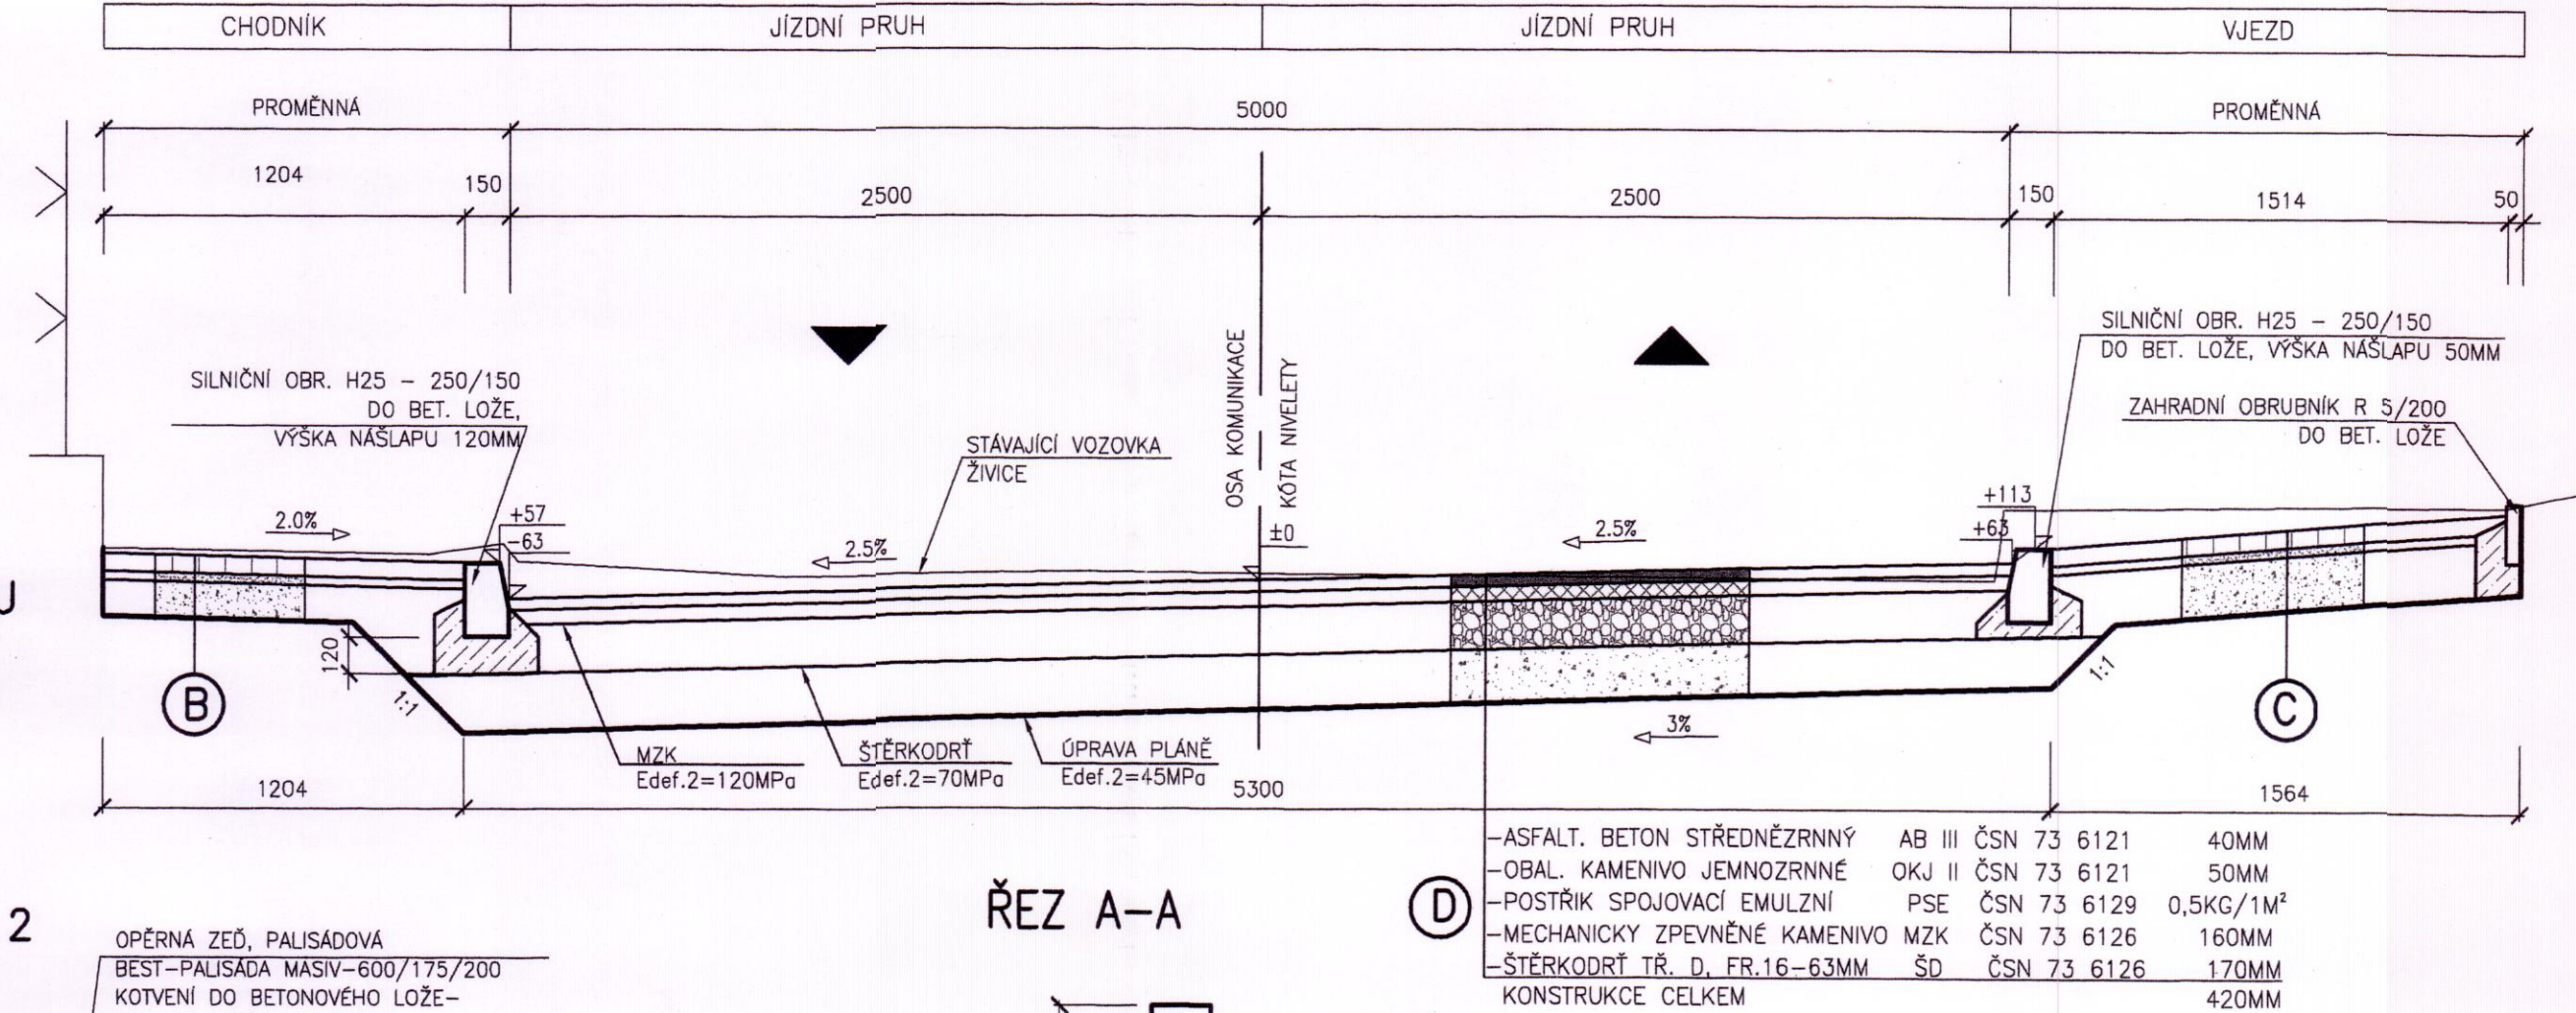 CHODNÍK
JÍZDNÍ PRUH
JÍZDNÍ PRUH
VJEZD
PROMĚNNÁ
5000
PROMĚNNÁ
1204
150
2500
2500
150
1514
50
SILNIČNÍ OBR. H25 - 250/150
DO BET. LOŽE,
VÝŠKA NÁŠLAPU 120MM
STÁVAJÍCÍ VOZOVKA
ŽIVICE
OSA KOMUNIKACE
KÓTA NIVELETY
SILNIČNÍ OBR. H25 - 250/150
DO BET. LOŽE, VÝŠKA NÁŠLAPU 50MM
ZAHRADNÍ OBRUBNÍK R 5/200
DO BET. LOŽE
2.0%
+57
-63
2.5%
±0
2.5%
+113
+63
120
1:1
B
1:1
C
3%
MZK
Edef.2=120MPa
ŠTĚRKODRŤ
Edef.2=70MPa
ÚPRAVA PLÁNĚ
Edef.2=45MPa
1204
5300
1564
ŘEZ A-A
D
-ASFALT. BETON STŘEDNĚZRNNÝ AB III ČSN 73 6121 40MM
-OBAL. KAMENIVO JEMNOZRNNÉ OKJ II ČSN 73 6121 50MM
-POSTŘIK SPOJOVACÍ EMULZNÍ PSE ČSN 73 6129 0,5KG/1M²
-MECHANICKY ZPEVNĚNÉ KAMENIVO MZK ČSN 73 6126 160MM
-ŠTĚRKODRŤ TŘ. D, FR.16-63MM ŠD ČSN 73 6126 170MM
KONSTRUKCE CELKEM 420MM
2
OPĚRNÁ ZEĎ, PALISÁDOVÁ
BEST-PALISÁDA MASIV-600/175/200
KOTVENÍ DO BETONOVÉHO LOŽE-